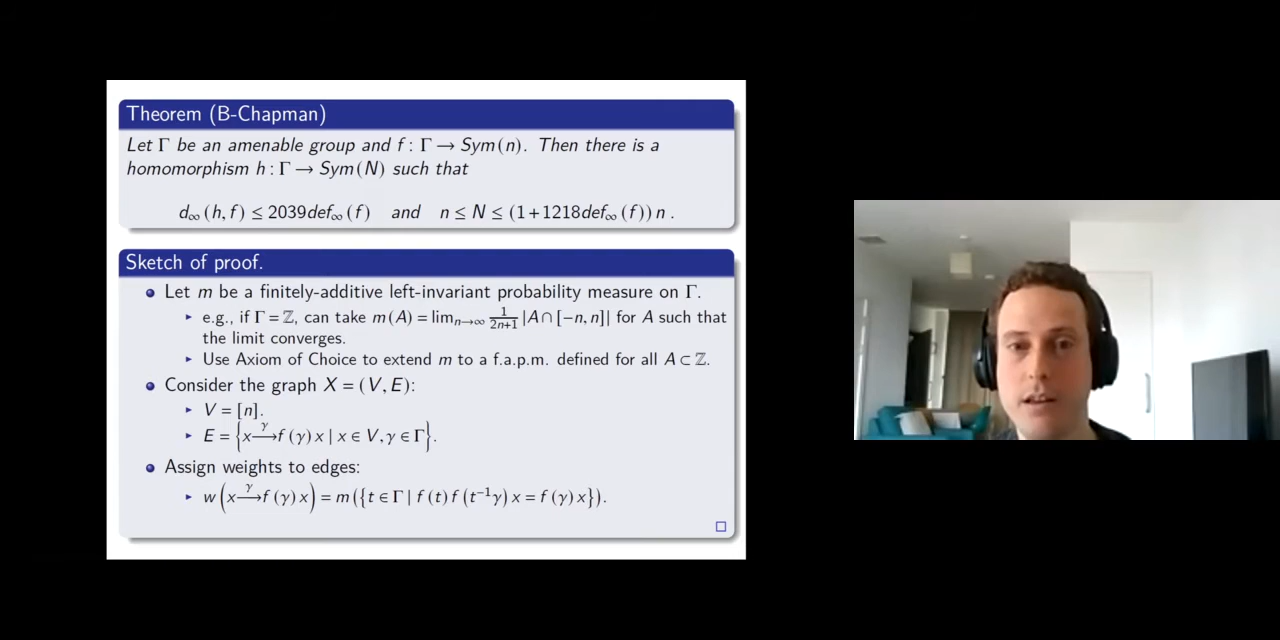 Theorem (B-Chapman)
Let Γ be an amenable group and f : Γ → Sym(n). Then there is a
homomorphism h : Γ → Sym(N) such that
d∞(h,f) ≤ 2039def∞(f) and n ≤ N ≤ (1+1218def∞(f))n.
Sketch of proof.
Let m be a finitely-additive left-invariant probability measure on Γ.
e.g., if Γ = ℤ, can take m(A) = lim_{n→∞} \frac{1}{2n+1} |A∩[-n,n]| for A such that
the limit converges.
Use Axiom of Choice to extend m to a f.a.p.m. defined for all A ⊂ ℤ.
Consider the graph X = (V,E):
V = [n].
E = {x \xrightarrow{γ} f(γ)x | x ∈ V, γ ∈ Γ}.
Assign weights to edges:
w(x \xrightarrow{γ} f(γ)x) = m({t ∈ Γ | f(t)f(t⁻¹γ)x = f(γ)x}).